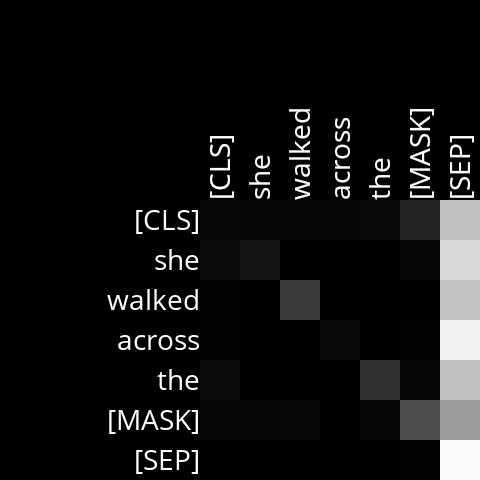 [CLS] she walked across the [MASK] [SEP]
[CLS]
she
walked
across
the
[MASK]
[SEP]